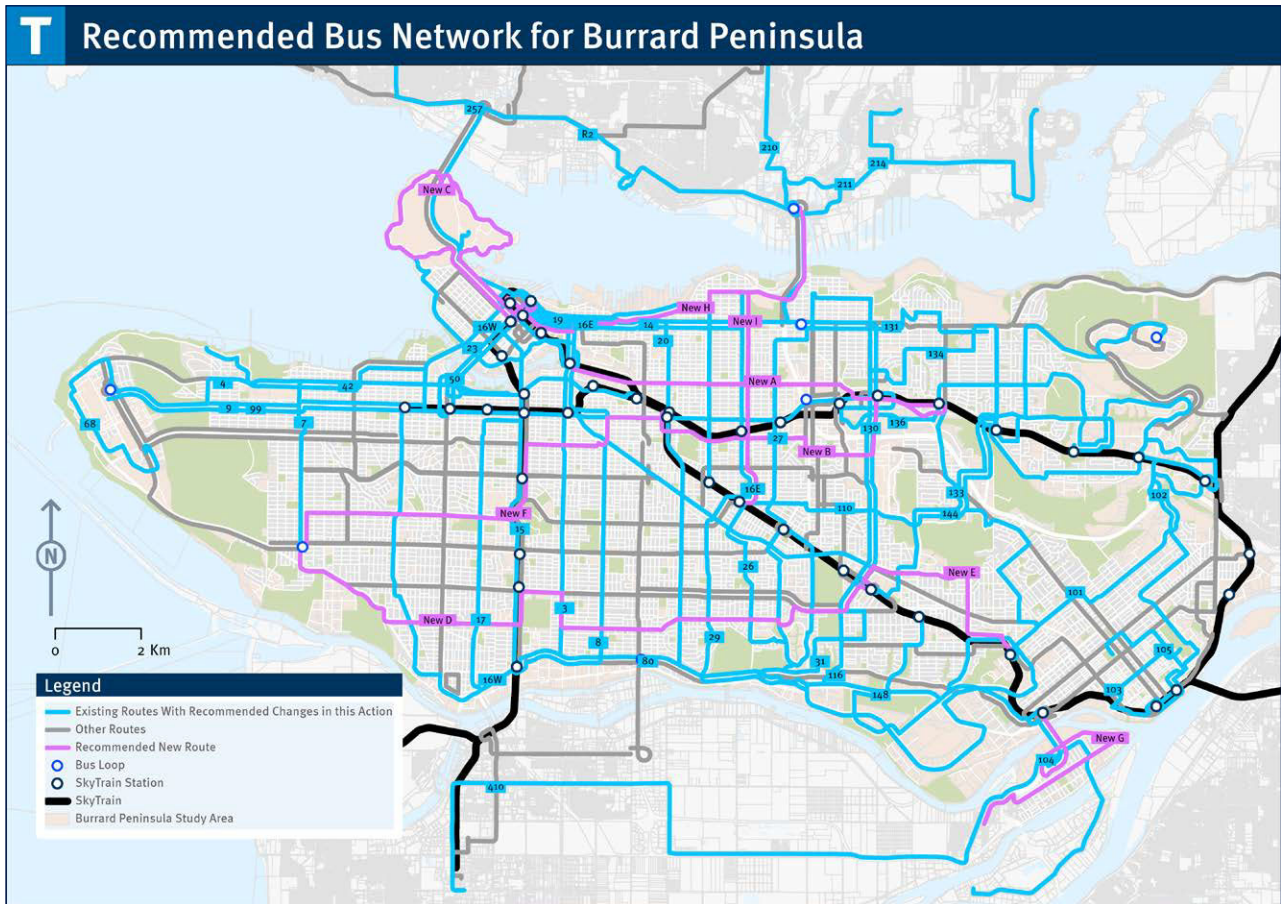 T Recommended Bus Network for Burrard Peninsula
257
R2
210
214
211
New C
16W
19
16E
New H
14
New I
131
23
20
134
4
42
50
New A
9
99
7
68
27
130
136
New B
16E
133
102
110
144
New F
15
N
26
New E
101
0 2 Km
New D
17
3
8
29
80
31
105
16W
116
148
103
New G
104
410
Legend
Existing Routes With Recommended Changes in this Action
Other Routes
Recommended New Route
Bus Loop
SkyTrain Station
SkyTrain
Burrard Peninsula Study Area